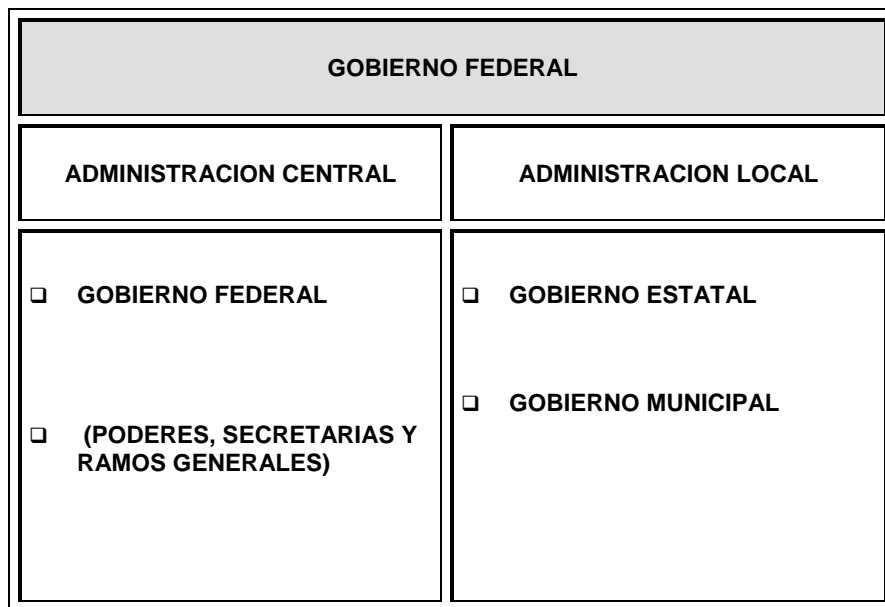 GOBIERNO FEDERAL
ADMINISTRACION CENTRAL
ADMINISTRACION LOCAL
❑ GOBIERNO FEDERAL
❑ (PODERES, SECRETARIAS Y
RAMOS GENERALES)
❑ GOBIERNO ESTATAL
❑ GOBIERNO MUNICIPAL